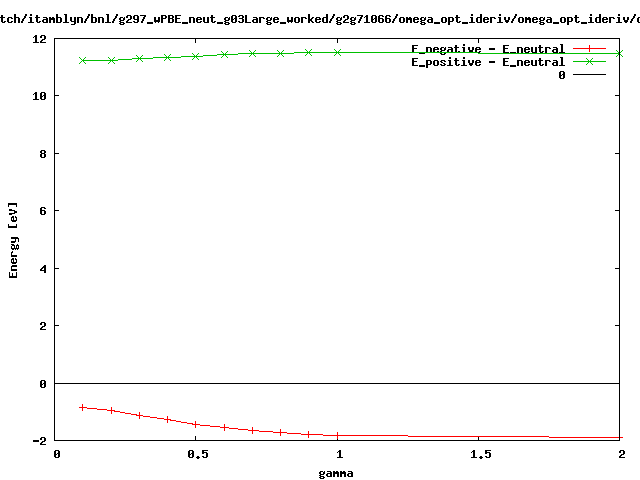 tch/itamblyn/bnl/g297_wPBE_neut_g03Large_worked/g2g71066/omega_opt_ideriv/omega_opt_ideriv/o
E_negative - E_neutral
E_positive - E_neutral
0
12
10
8
6
4
2
0
-2
Energy [eV]
0 0.5 1 1.5 2
gamma